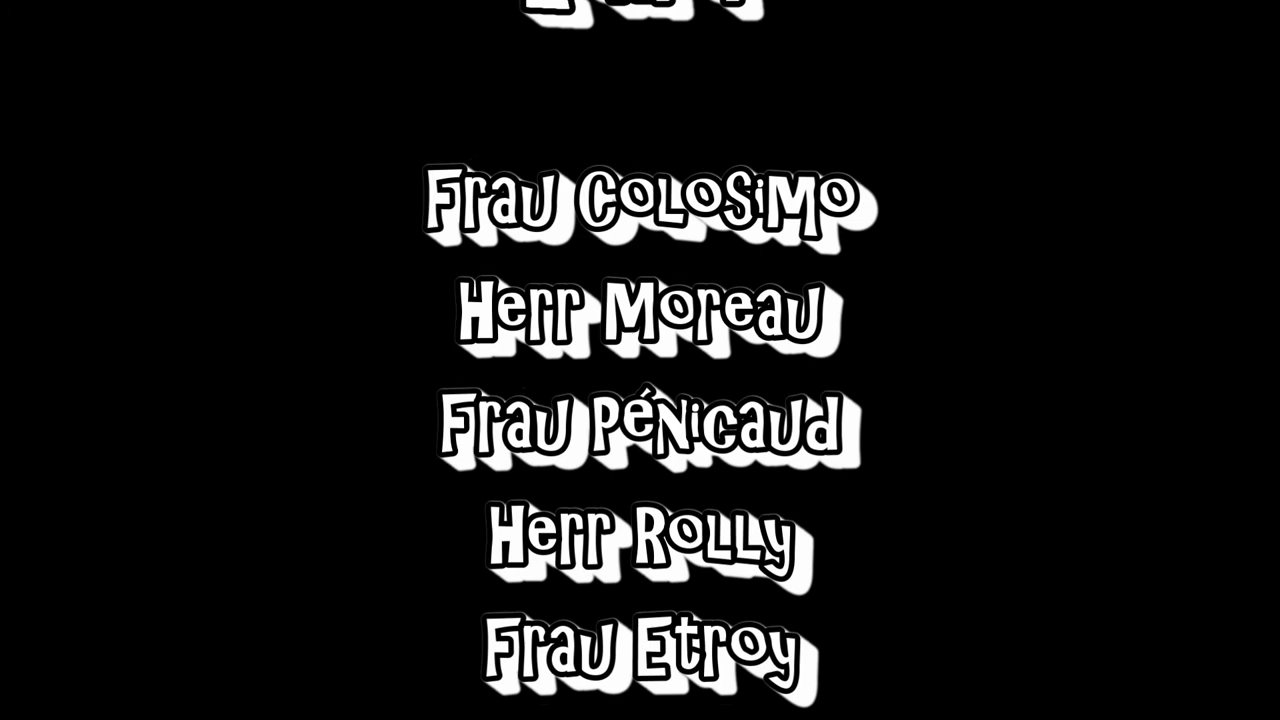 Frau Colosimo
Herr Moreau
Frau Pénicaud
Herr Rolly
Frau Etroy